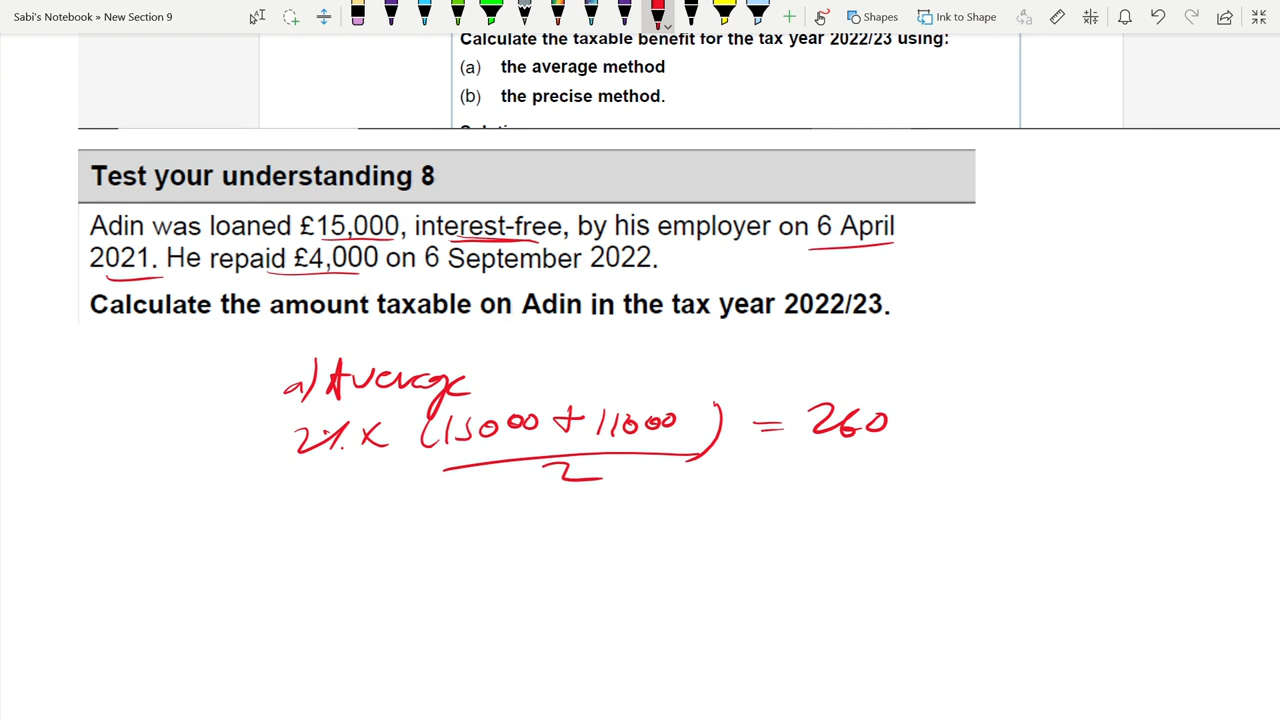 Sabi's Notebook » New Section 9
Shapes
Ink to Shape
Calculate the taxable benefit for the tax year 2022/23 using:
(a) the average method
(b) the precise method.
Test your understanding 8
Adin was loaned £15,000, interest-free, by his employer on 6 April
2021. He repaid £4,000 on 6 September 2022.
Calculate the amount taxable on Adin in the tax year 2022/23.
a) Average
2% x (15000 + 11000) = 260
2